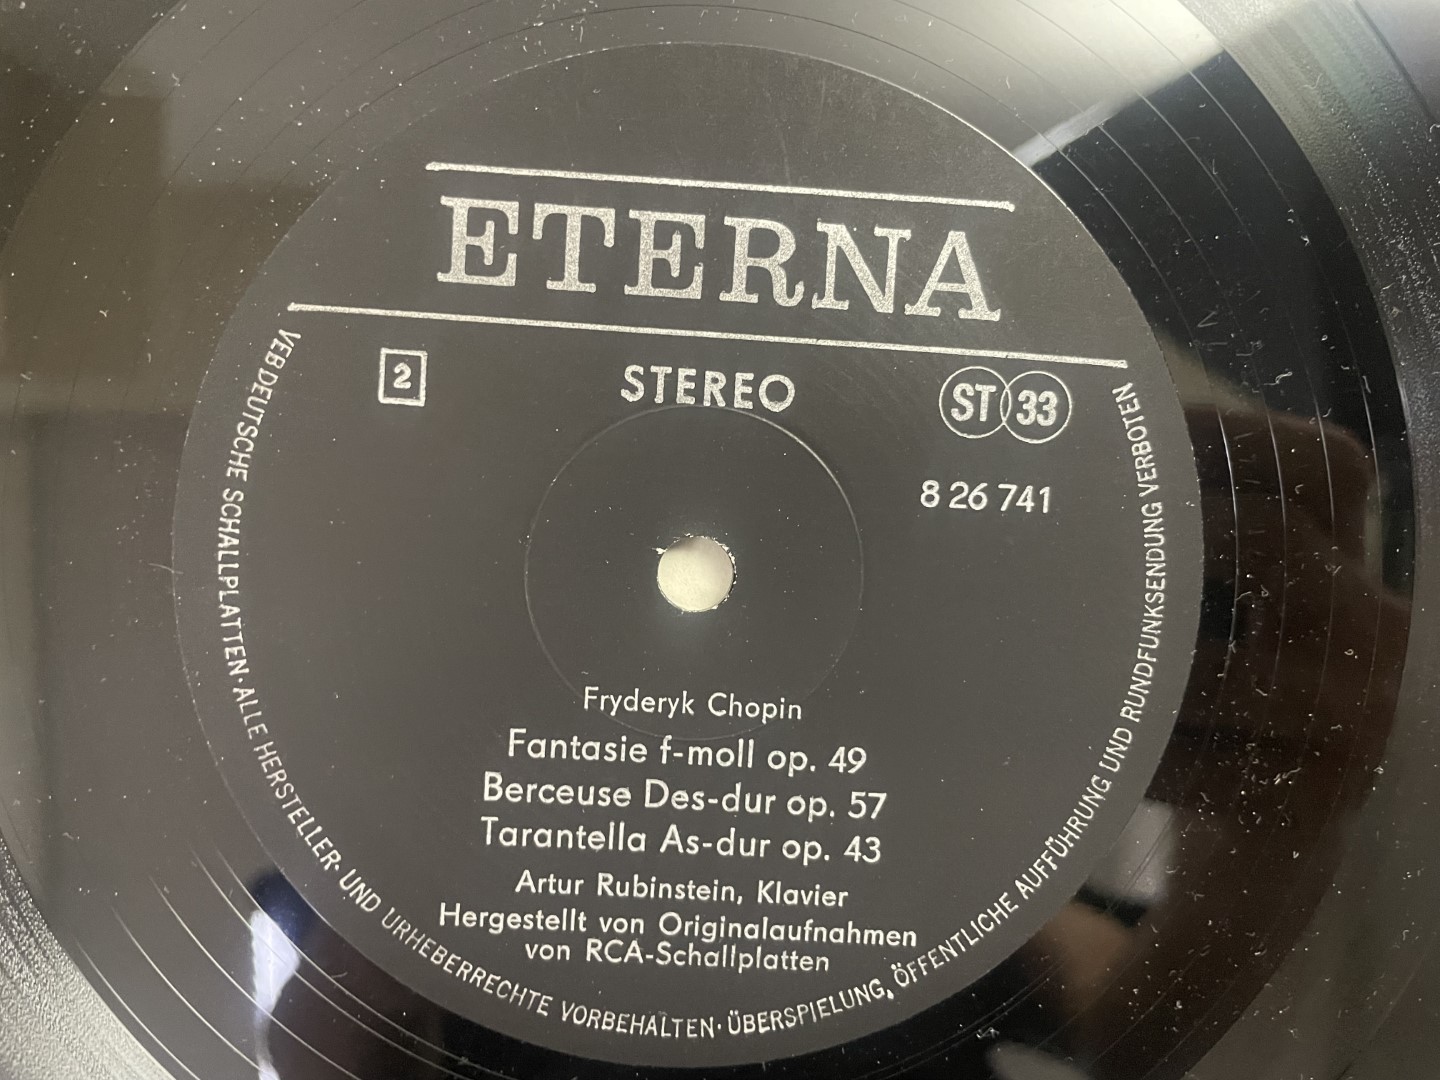 ETERNA
2 STEREO ST 33
8 26 741
Fryderyk Chopin
Fantasie f-moll op. 49
Berceuse Des-dur op. 57
Tarantella As-dur op. 43
Artur Rubinstein, Klavier
Hergestellt von Originalaufnahmen
von RCA-Schallplatten
VEB DEUTSCHE SCHALLPLATTEN · ALLE HERSTELLER- UND URHEBERRECHTE VORBEHALTEN · ÜBERSPIELUNG, ÖFFENTLICHE AUFFÜHRUNG UND RUNDFUNKSENDUNG VERBOTEN